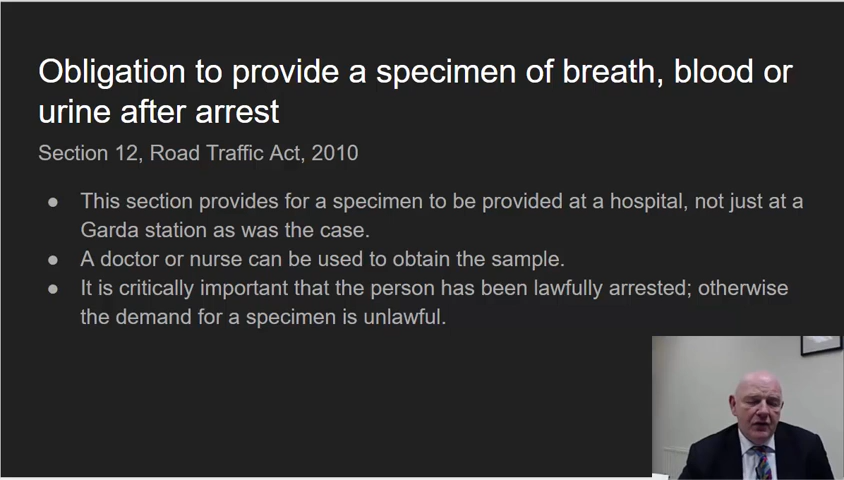 Obligation to provide a specimen of breath, blood or
urine after arrest
Section 12, Road Traffic Act, 2010
● This section provides for a specimen to be provided at a hospital, not just at a
Garda station as was the case.
● A doctor or nurse can be used to obtain the sample.
● It is critically important that the person has been lawfully arrested; otherwise
the demand for a specimen is unlawful.